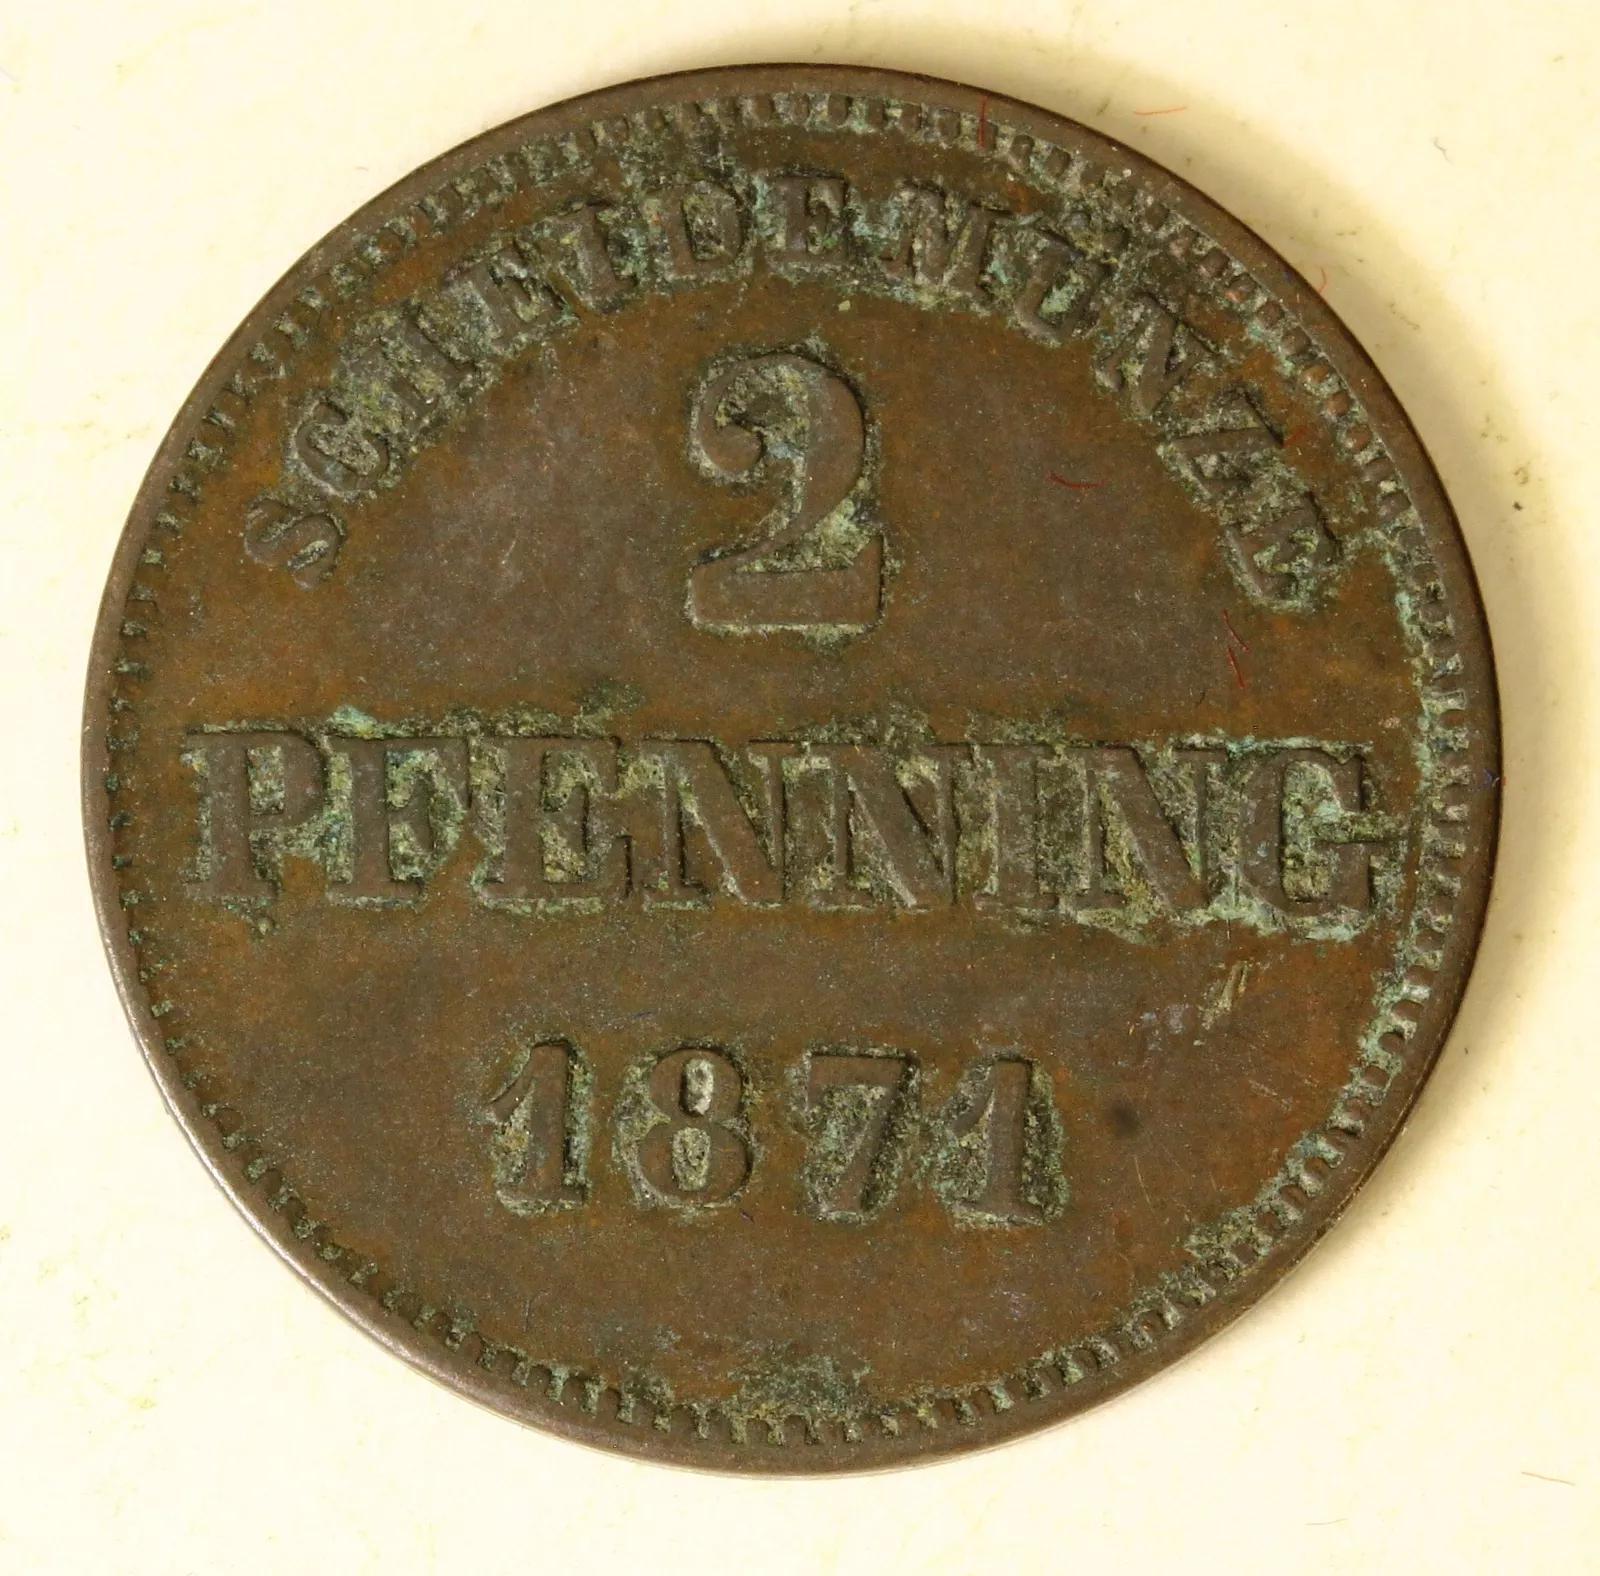 SCHEIDEMÜNZE
2
PFENNING
1871